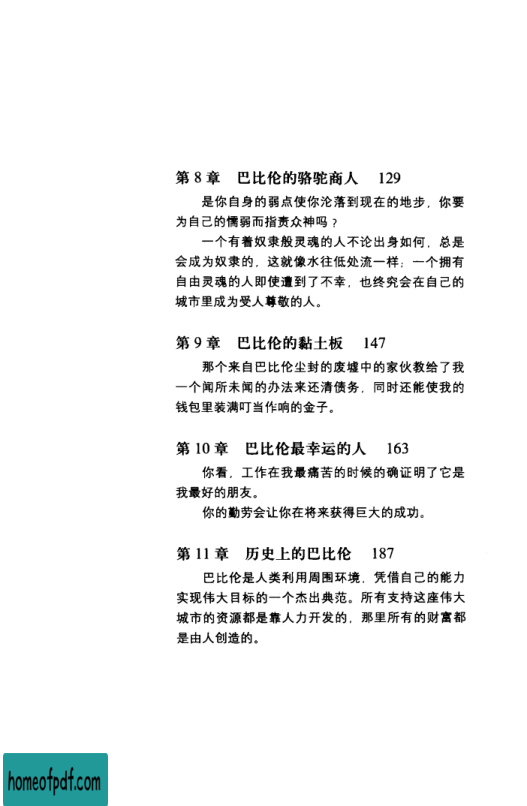 第 8 章 巴比伦的骆驼商人 129
是你自身的弱点使你沦落到现在的地步，你要
为自己的懦弱而指责众神吗？
一个有着奴隶般灵魂的人不论出身如何，总是
会成为奴隶的，这就像水往低处流一样；一个拥有
自由灵魂的人即使遭到了不幸，也终究会在自己的
城市里成为受人尊敬的人。
第 9 章 巴比伦的黏土板 147
那个来自巴比伦尘封的废墟中的家伙教给了我
一个闻所未闻的办法来还清债务，同时还能使我的
钱包里装满叮当作响的金子。
第 10 章 巴比伦最幸运的人 163
你看，工作在我最痛苦的时候的确证明了它是
我最好的朋友。
你的勤劳会让你在将来获得巨大的成功。
第 11 章 历史上的巴比伦 187
巴比伦是人类利用周围环境，凭借自己的能力
实现伟大目标的一个杰出典范。所有支持这座伟大
城市的资源都是靠人力开发的，那里所有的财富都
是由人创造的。
homeofpdf.com